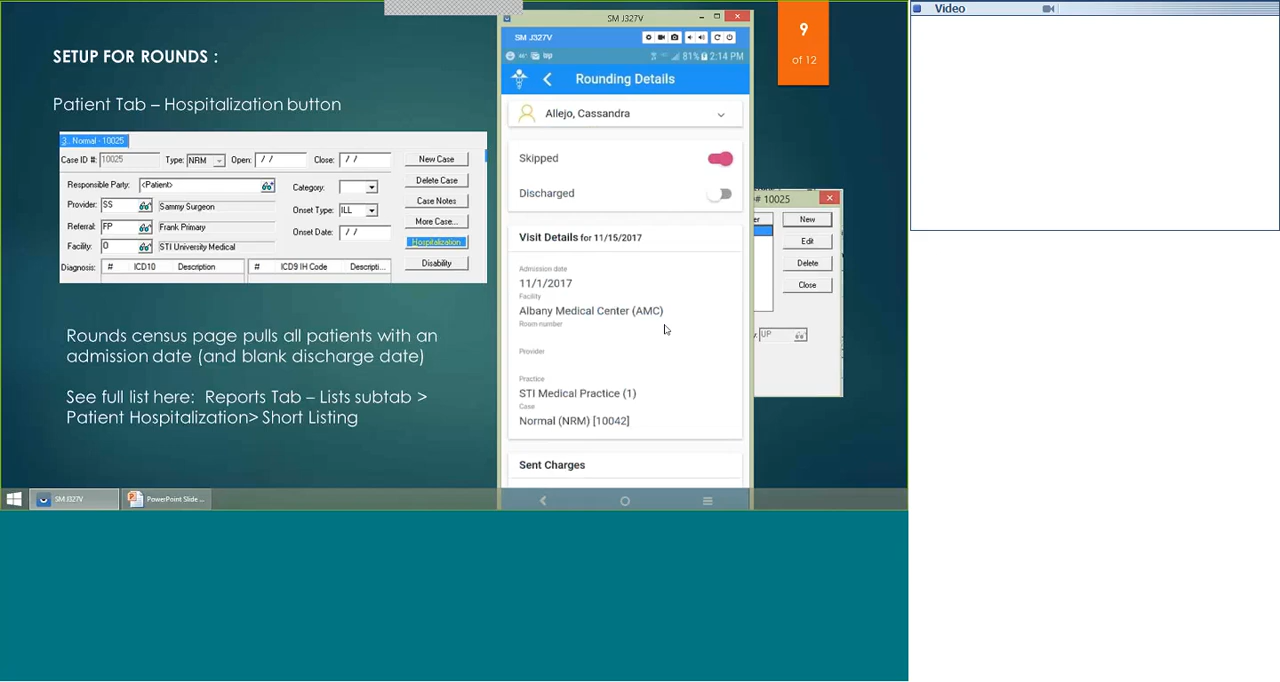 SETUP FOR ROUNDS :
Patient Tab – Hospitalization button
3. Normal - 10025
Case ID #: 10025 Type: NRM Open: / / Close: / / New Case
Responsible Party: <Patient> Category: Delete Case
Provider: SS Sammy Surgeon Onset Type: ILL Case Notes
Referral: FP Frank Primary Onset Date: / / More Case...
Facility: 0 STI University Medical Hospitalization
Disability
Diagnosis: # ICD10 Description # ICD9 IH Code Descripti...
Rounds census page pulls all patients with an
admission date (and blank discharge date)
See full list here: Reports Tab – Lists subtab >
Patient Hospitalization> Short Listing
SM J327V
SM J327V
81% 2:14 PM
Rounding Details
Allejo, Cassandra
Skipped
Discharged
Visit Details for 11/15/2017
Admission date
11/1/2017
Facility
Albany Medical Center (AMC)
Room number
Provider
Practice
STI Medical Practice (1)
Case
Normal (NRM) [10042]
Sent Charges
9
of 12
# 10025
New
Edit
Delete
Close
UP
SM J327V
PowerPoint Slide ...
Video